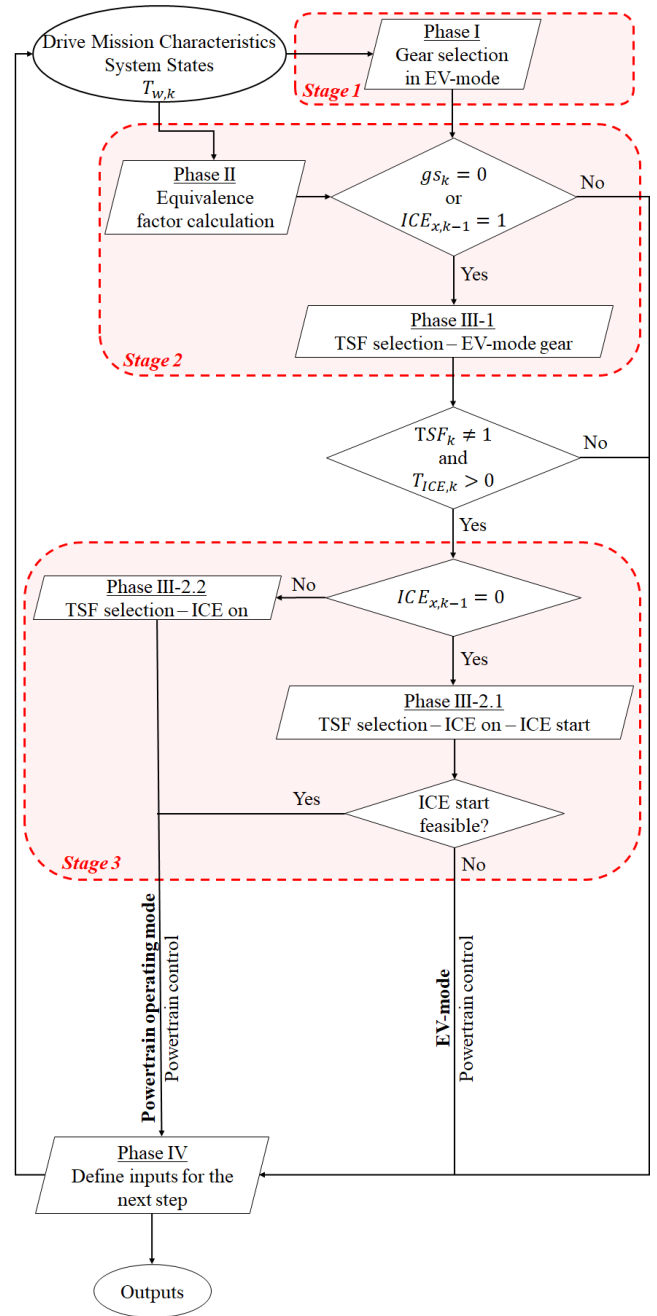 Drive Mission Characteristics
System States
T_{w,k}
Phase I
Gear selection
in EV-mode
Stage 1
Phase II
Equivalence
factor calculation
gs_k = 0
or
ICE_{x,k−1} = 1
No
Yes
Phase III-1
TSF selection – EV-mode gear
Stage 2
TSF_k ≠ 1
and
T_{ICE,k} > 0
No
Yes
Phase III-2.2
TSF selection – ICE on
No
ICE_{x,k−1} = 0
Yes
Phase III-2.1
TSF selection – ICE on – ICE start
Yes
ICE start
feasible?
Stage 3
No
Powertrain operating mode
Powertrain control
EV-mode
Powertrain control
Phase IV
Define inputs for the
next step
Outputs